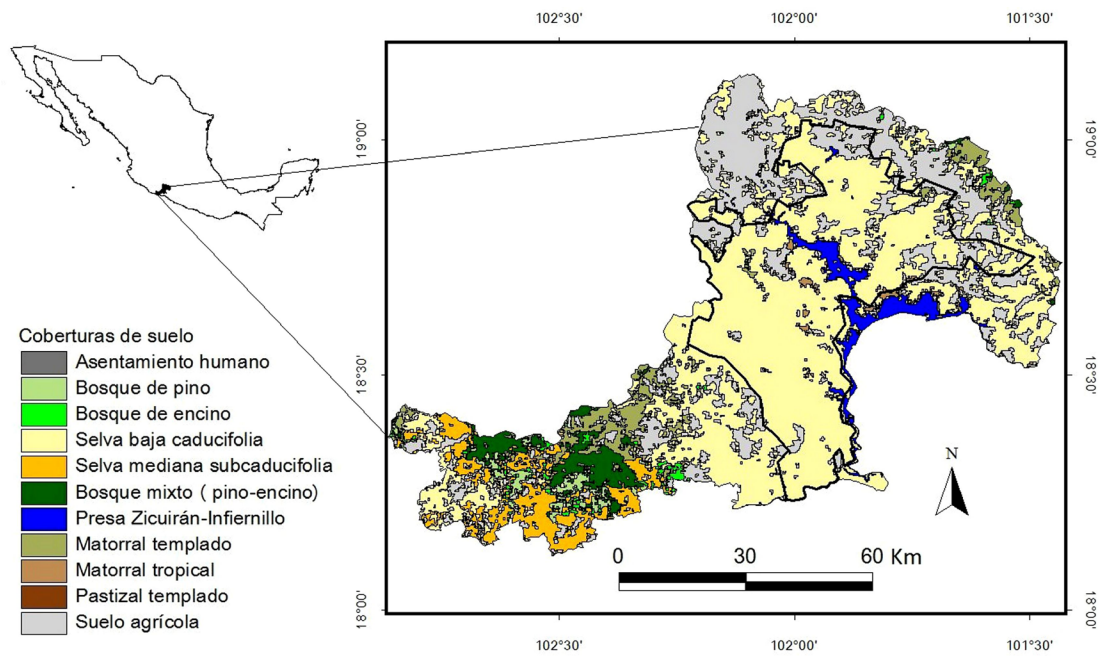 102°30'
102°00'
101°30'
19°00'
19°00'
18°30'
18°30'
Coberturas de suelo
Asentamiento humano
Bosque de pino
Bosque de encino
Selva baja caducifolia
Selva mediana subcaducifolia
Bosque mixto ( pino-encino)
Presa Zicuirán-Infiernillo
Matorral templado
Matorral tropical
Pastizal templado
Suelo agrícola
N
0 30 60 Km
18°00'
18°00'
102°30'
102°00'
101°30'